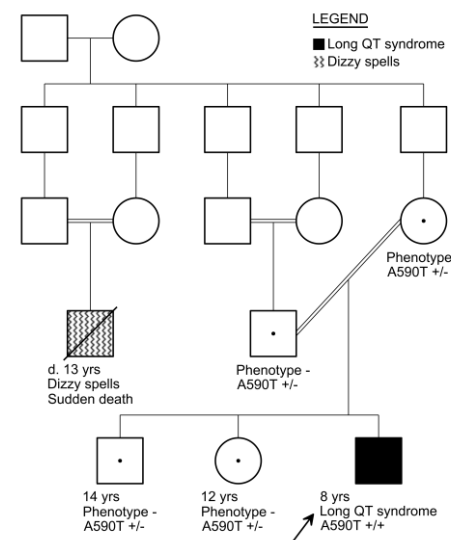 LEGEND
Long QT syndrome
Dizzy spells
Phenotype -
A590T +/-
d. 13 yrs
Dizzy spells
Sudden death
Phenotype -
A590T +/-
14 yrs
Phenotype -
A590T +/-
12 yrs
Phenotype -
A590T +/-
8 yrs
Long QT syndrome
A590T +/+